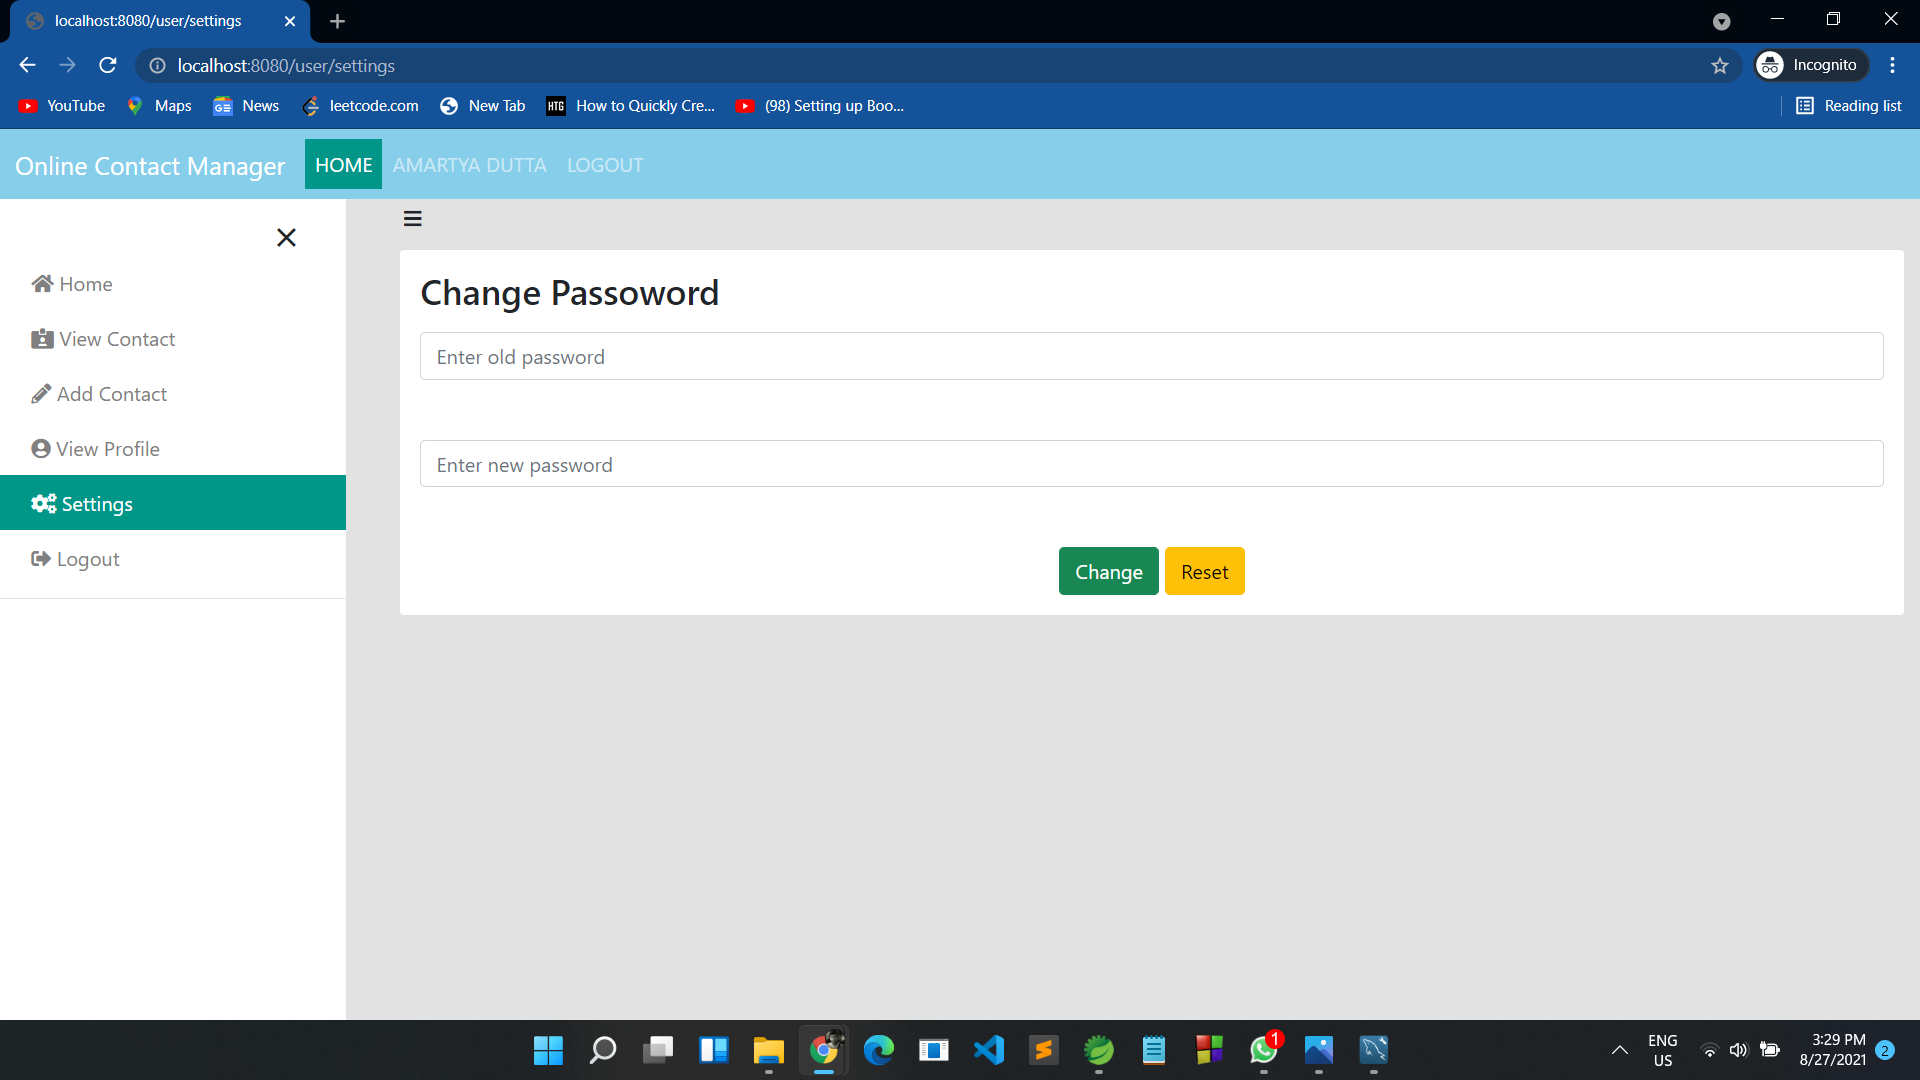 localhost:8080/user/settings
localhost:8080/user/settings
Incognito
YouTube Maps News leetcode.com New Tab HTG How to Quickly Cre... (98) Setting up Boo... Reading list
Online Contact Manager HOME AMARTYA DUTTA LOGOUT
Home
View Contact
Add Contact
View Profile
Settings
Logout
Change Passoword
Enter old password
Enter new password
Change Reset
1
ENG
US
3:29 PM
8/27/2021
2